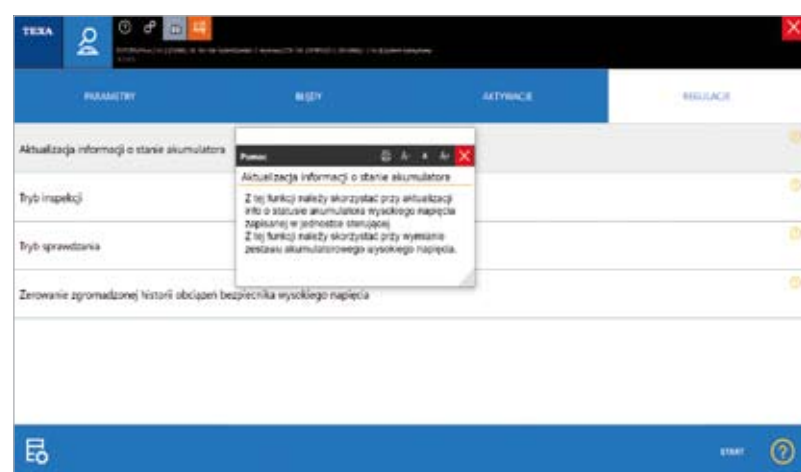 TEXA
PARAMETRY
BŁĘDY
AKTYWACJE
REGULACJE
Aktualizacja informacji o stanie akumulatora
Tryb inspekcji
Tryb sprawdzania
Zerowanie zgromadzonej historii obciążeń bezpiecznika wysokiego napięcia
Pomoc
Aktualizacja informacji o stanie akumulatora
Z tej funkcji należy skorzystać przy aktualizacji
info o statusie akumulatora wysokiego napięcia
zapisanej w jednostce sterującej.
Z tej funkcji należy skorzystać przy wymianie
zestawu akumulatorowego wysokiego napięcia.
START